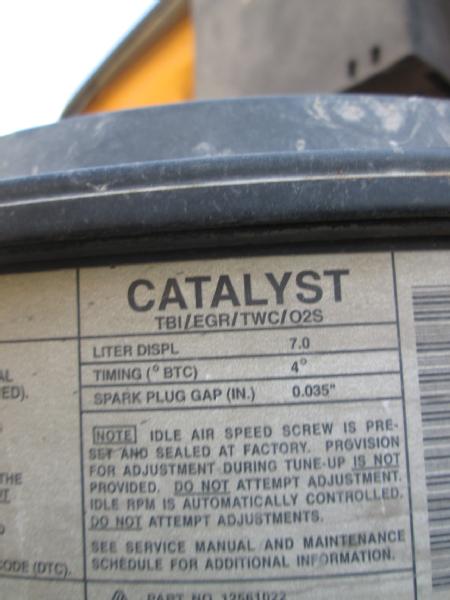 CATALYST
TBI/EGR/TWC/O2S
LITER DISPL 7.0
TIMING (° BTC) 4°
SPARK PLUG GAP (IN.) 0.035"
NOTE IDLE AIR SPEED SCREW IS PRE-
SET AND SEALED AT FACTORY. PROVISION
FOR ADJUSTMENT DURING TUNE-UP IS NOT
PROVIDED. DO NOT ATTEMPT ADJUSTMENT.
IDLE RPM IS AUTOMATICALLY CONTROLLED.
DO NOT ATTEMPT ADJUSTMENTS.
SEE SERVICE MANUAL AND MAINTENANCE
SCHEDULE FOR ADDITIONAL INFORMATION.
PART NO. 12561022
AL
ED).
THE
CODE (DTC).